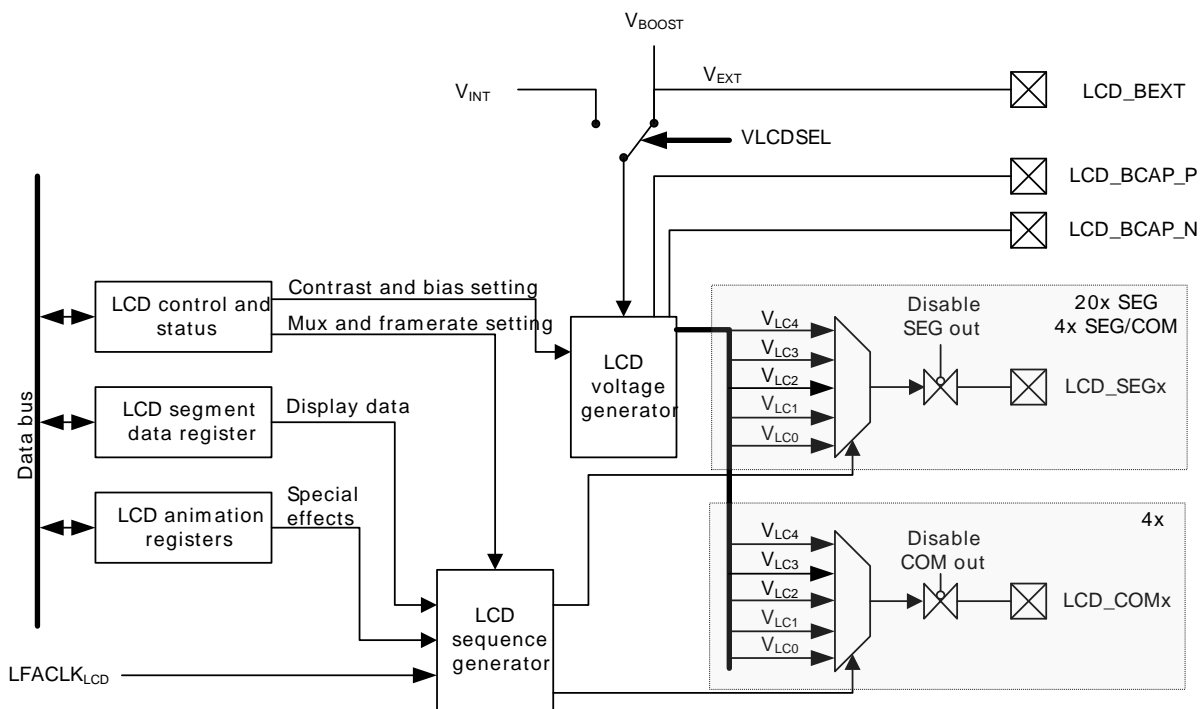 VBOOST
VEXT
VINT
LCD_BEXT
VLCDSEL
LCD_BCAP_P
LCD_BCAP_N
Data bus
LCD control and
status
Contrast and bias setting
Mux and framerate setting
LCD
voltage
generator
20x SEG
4x SEG/COM
Disable
SEG out
VLC4
VLC3
VLC2
VLC1
VLC0
LCD_SEGx
LCD segment
data register
Display data
LCD animation
registers
Special
effects
4x
Disable
COM out
VLC4
VLC3
VLC2
VLC1
VLC0
LCD_COMx
LCD
sequence
generator
LFACLKLCD